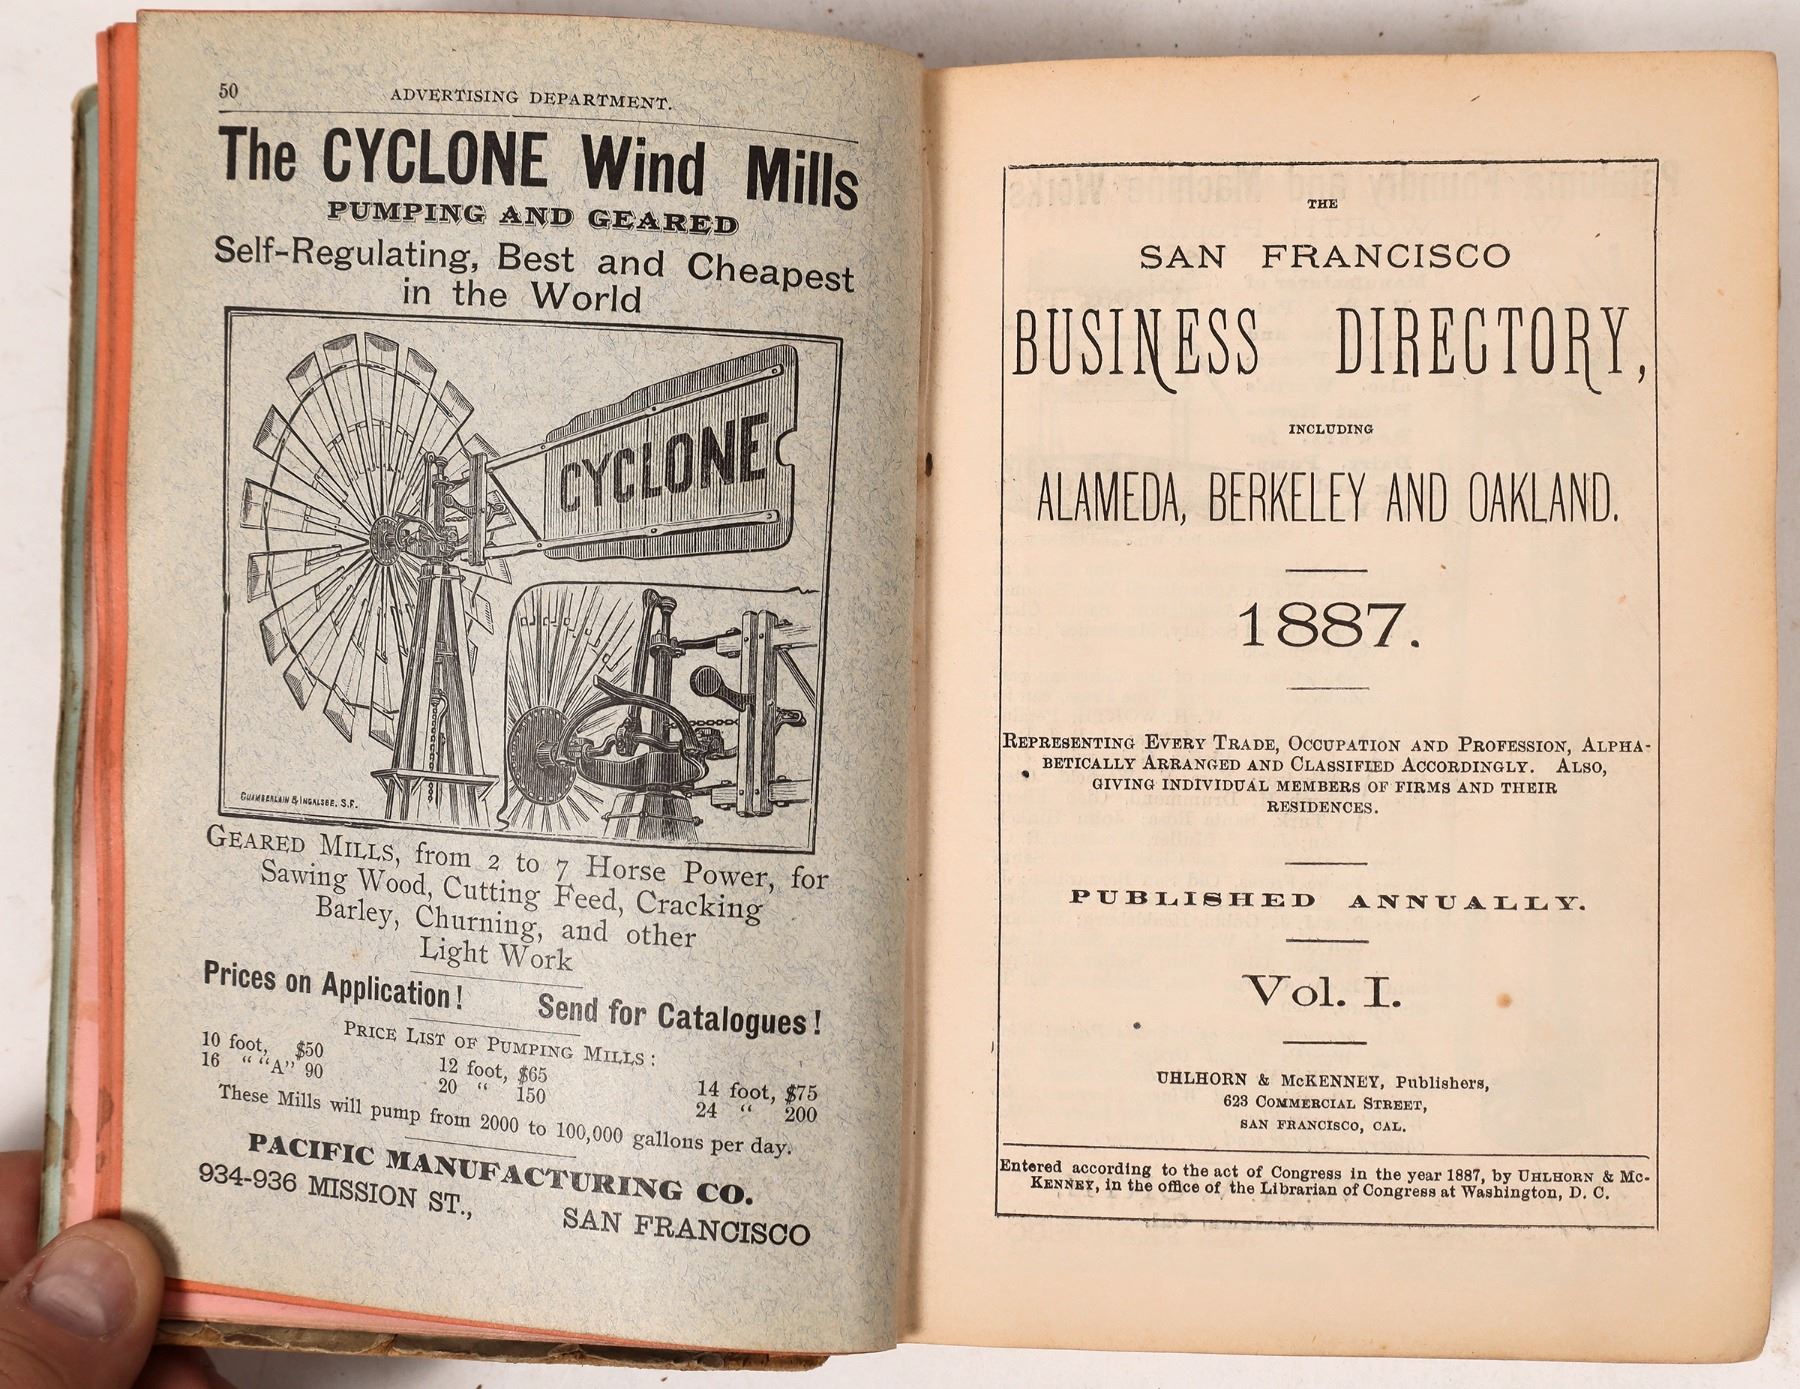 50
ADVERTISING DEPARTMENT.
The CYCLONE Wind Mills
PUMPING AND GEARED
Self-Regulating, Best and Cheapest
in the World
CYCLONE
CHAMBERLAIN & INGALSBE, S.F.
GEARED MILLS, from 2 to 7 Horse Power, for
Sawing Wood, Cutting Feed, Cracking
Barley, Churning, and other
Light Work
Prices on Application! Send for Catalogues!
PRICE LIST OF PUMPING MILLS:
10 foot, $50 12 foot, $65 14 foot, $75
16 " "A" 90 20 " 150 24 " 200
These Mills will pump from 2000 to 100,000 gallons per day.
PACIFIC MANUFACTURING CO.
934-936 MISSION ST., SAN FRANCISCO
THE
SAN FRANCISCO
BUSINESS DIRECTORY,
INCLUDING
ALAMEDA, BERKELEY AND OAKLAND.
1887.
REPRESENTING EVERY TRADE, OCCUPATION AND PROFESSION, ALPHA-
BETICALLY ARRANGED AND CLASSIFIED ACCORDINGLY. ALSO,
GIVING INDIVIDUAL MEMBERS OF FIRMS AND THEIR
RESIDENCES.
PUBLISHED ANNUALLY.
Vol. I.
UHLHORN & McKENNEY, Publishers,
623 COMMERCIAL STREET,
SAN FRANCISCO, CAL.
Entered according to the act of Congress in the year 1887, by UHLHORN & Mc-
KENNEY, in the office of the Librarian of Congress at Washington, D. C.